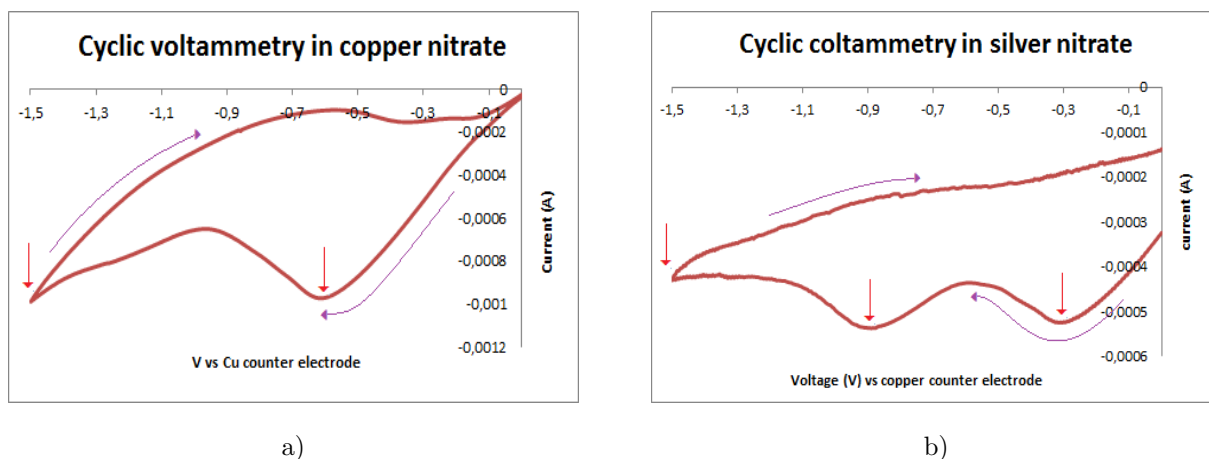 Cyclic voltammetry in copper nitrate
0
-1,5 -1,3 -1,1 -0,9 -0,7 -0,5 -0,3 -0,1
-0,0002
-0,0004
-0,0006
-0,0008
-0,001
-0,0012
Current (A)
V vs Cu counter electrode
a)
Cyclic coltammetry in silver nitrate
0
-1,5 -1,3 -1,1 -0,9 -0,7 -0,5 -0,3 -0,1
-0,0001
-0,0002
-0,0003
-0,0004
-0,0005
-0,0006
current (A)
Voltage (V) vs copper counter electrode
b)